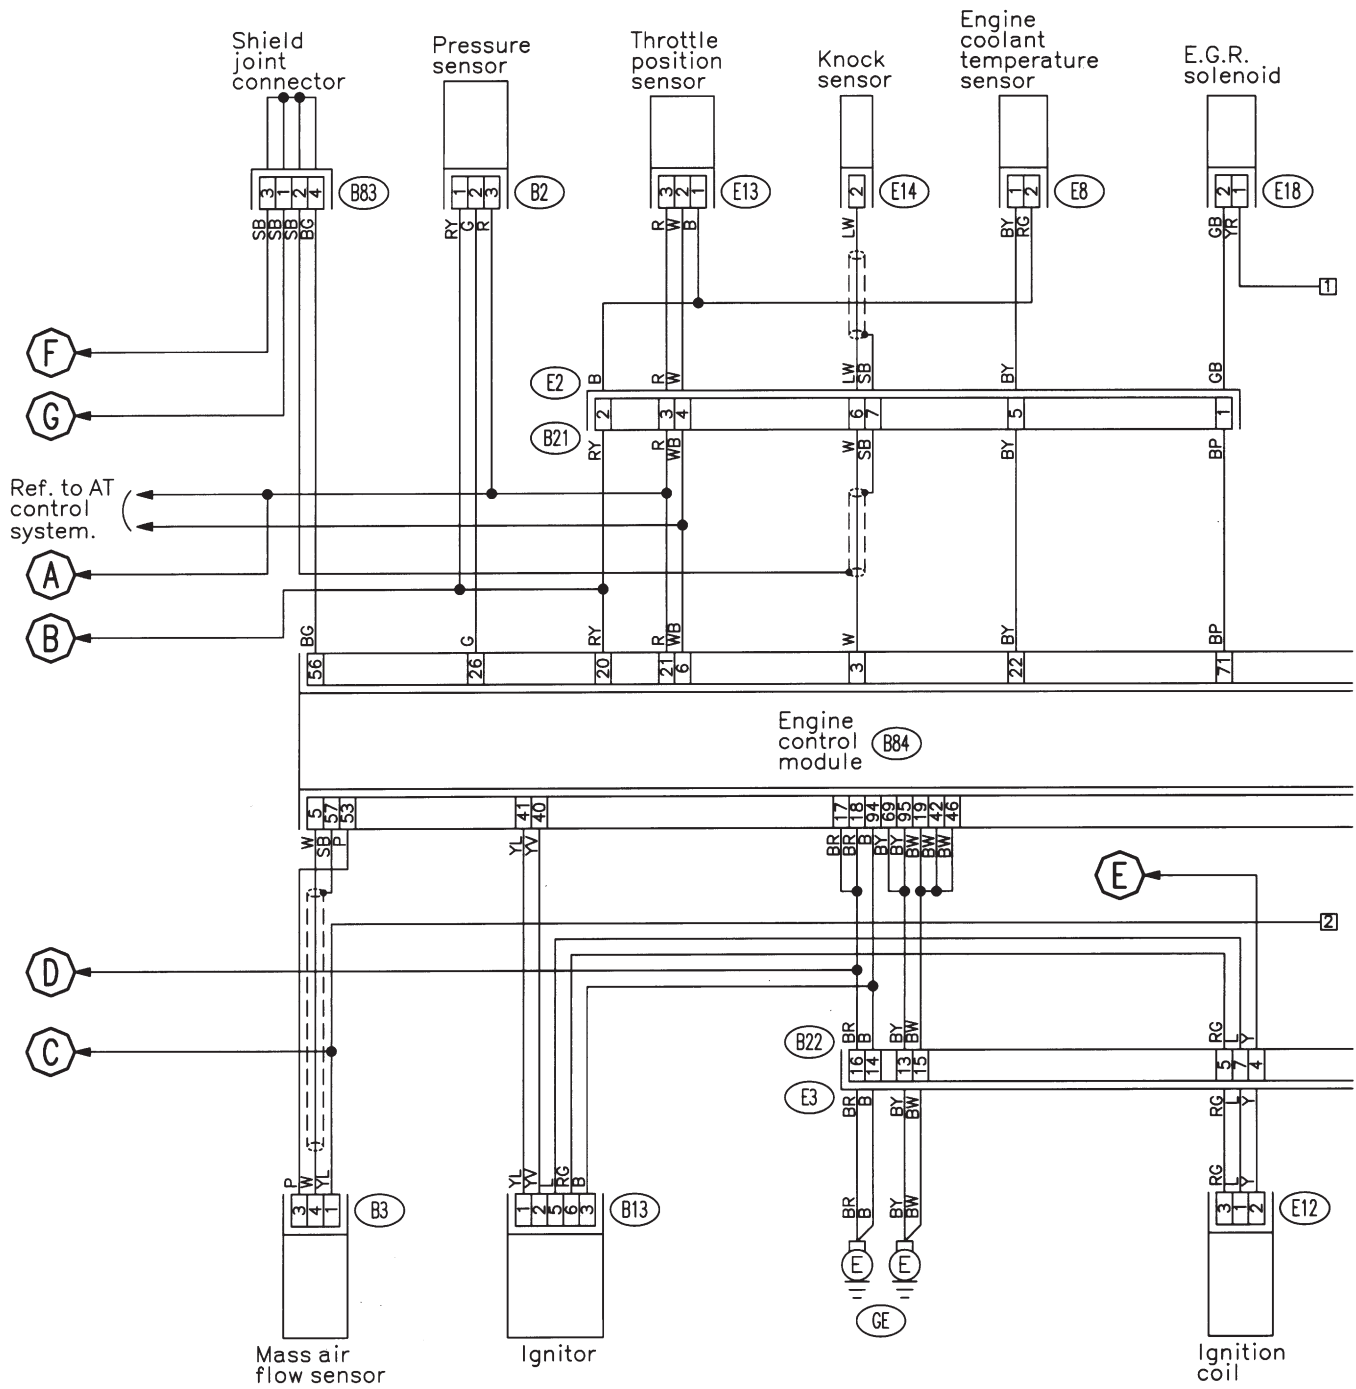 Shield
joint
connector
Pressure
sensor
Throttle
position
sensor
Knock
sensor
Engine
coolant
temperature
sensor
E.G.R.
solenoid
3 1 2 4
B83
1 2 3
B2
3 2 1
E13
2
E14
1 2
E8
2 1
E18
SB SB SB BG
RY G R
R W B
LW
BY RG
GB YR
1
F
G
E2
B R W LW SB BY GB
2 3 4 6 7 5 1
B21
RY R WB W SB BY BP
Ref. to AT
control
system.
A
B
BG G RY R WB W BY BP
56 26 20 21 6 3 22 71
Engine
control
module
B84
5 57 53 41 40 17 18 94 69 95 19 42 46
W SB P YL YV BR BR B BY BY BW BW BW
E
2
D
C
B22
BR B BY BW RG L Y
16 14 13 15 5 7 4
E3
BR B BY BW RG L Y
P W YL YL YV L RG B BR B BY BW RG L Y
3 4 1
B3
1 2 5 6 3
B13
3 1 2
E12
E E
GE
Mass air
flow sensor
Ignitor
Ignition
coil